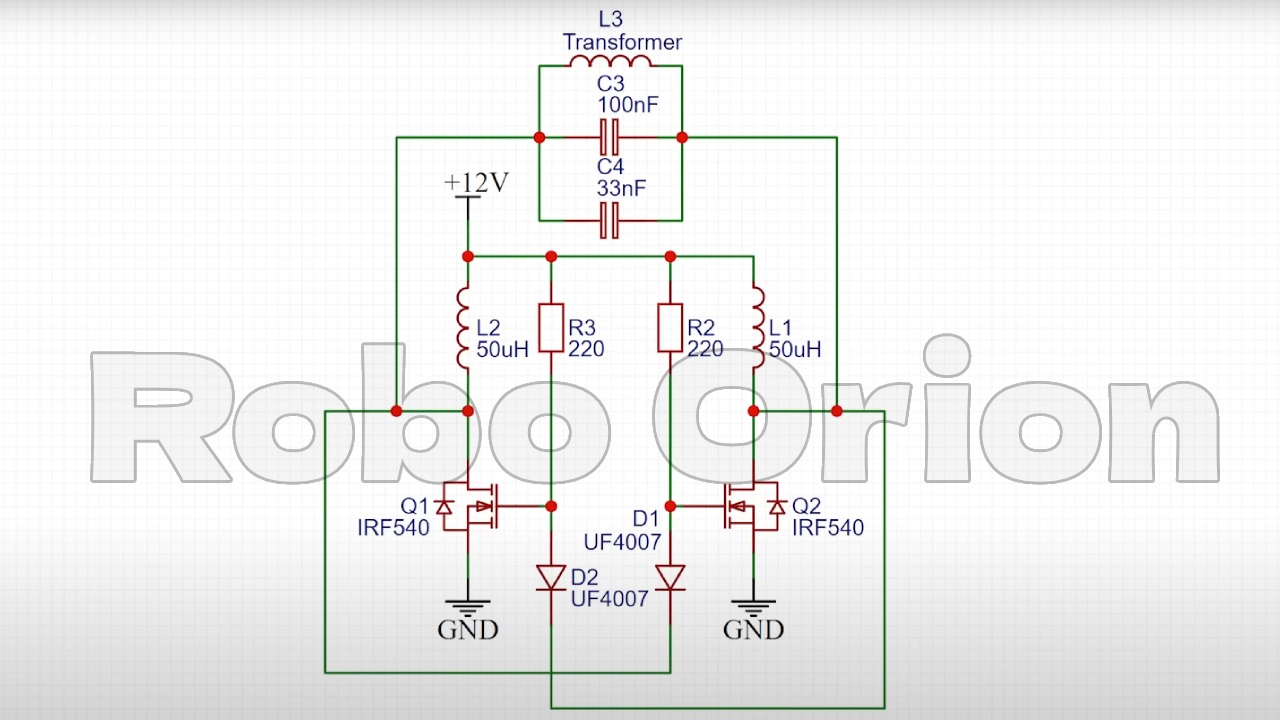 L3
Transformer
C3
100nF
C4
33nF
+12V
L2
50uH
R3
220
R2
220
L1
50uH
Robo Orion
Q1
IRF540
D1
UF4007
Q2
IRF540
D2
UF4007
GND
GND